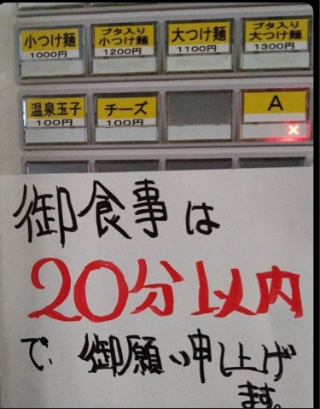 小つけ麺
1000円
ブタ入り
小つけ麺
1200円
大つけ麺
1100円
ブタ入り
大つけ麺
1300円
温泉玉子
100円
チーズ
100円
A
×
御食事は
20分以内
で、御願い申し上げ
ます。